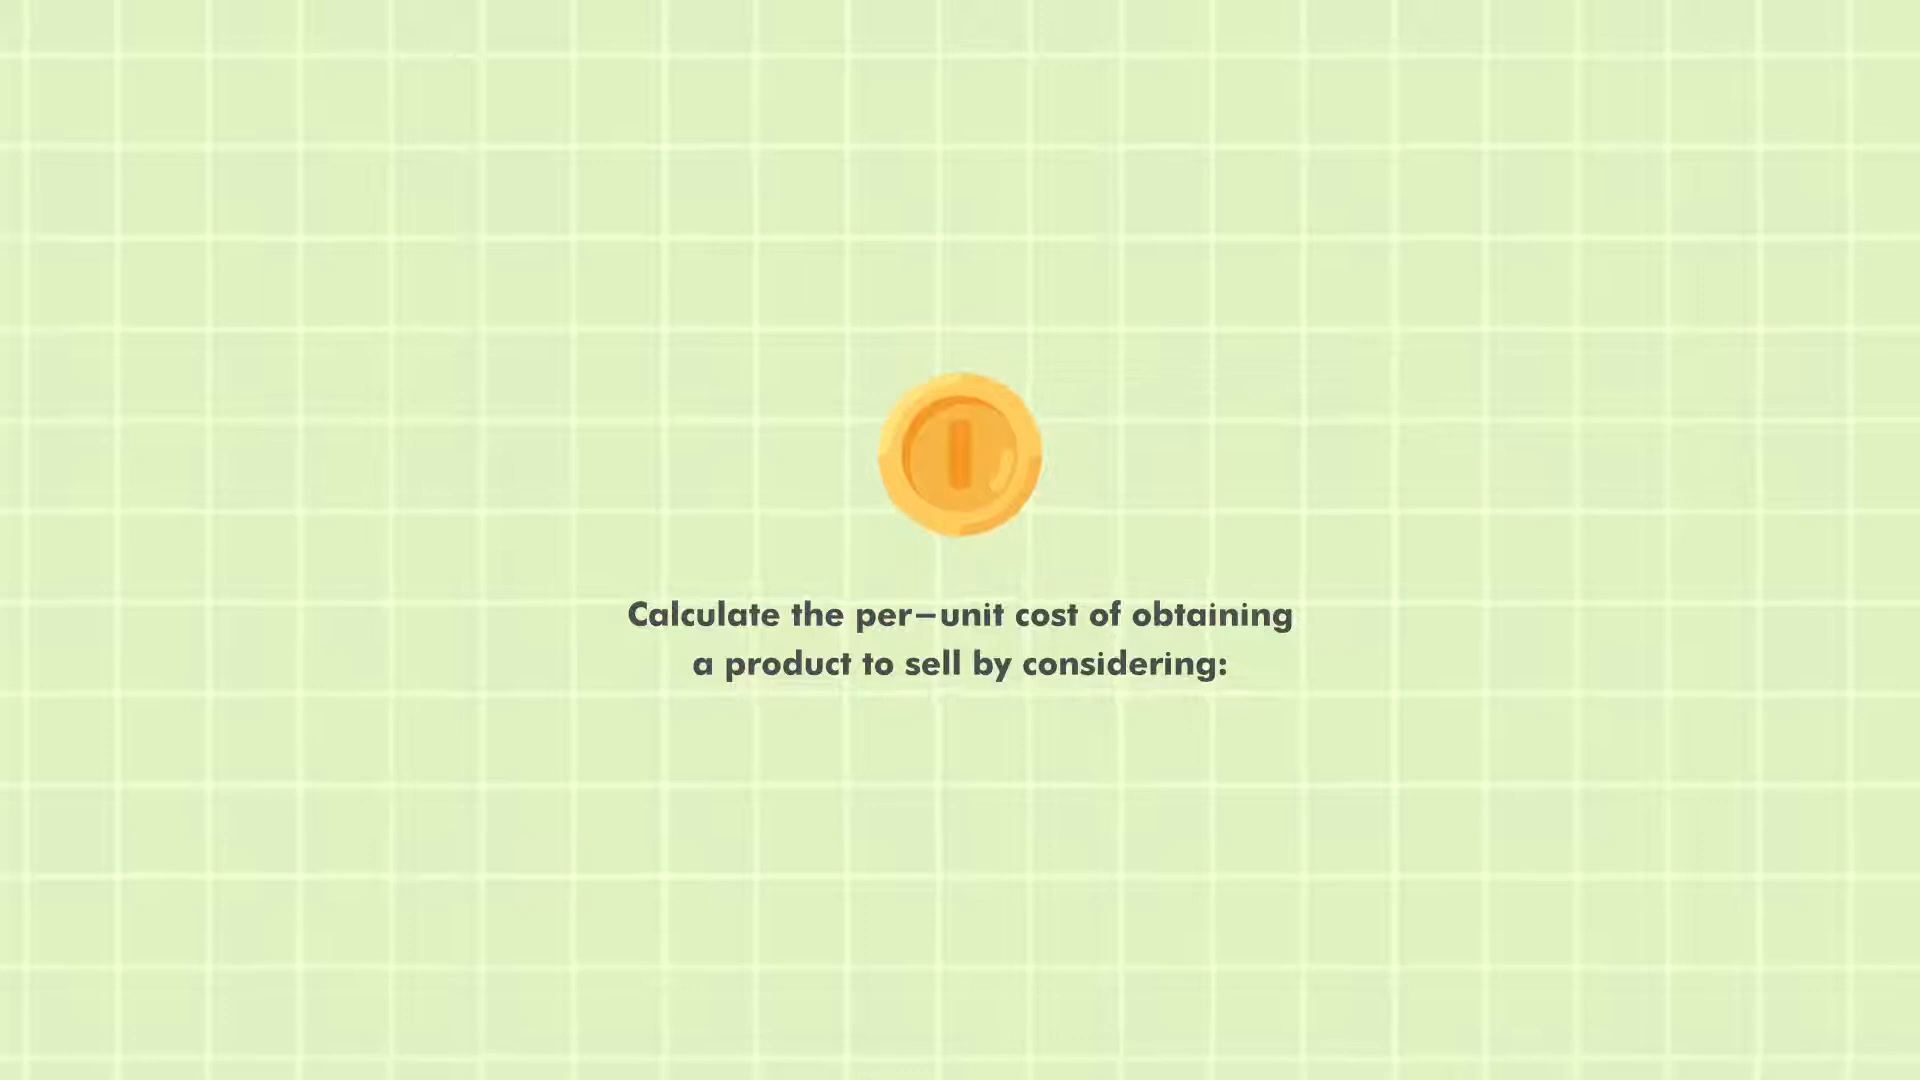 Calculate the per–unit cost of obtaining
a product to sell by considering: